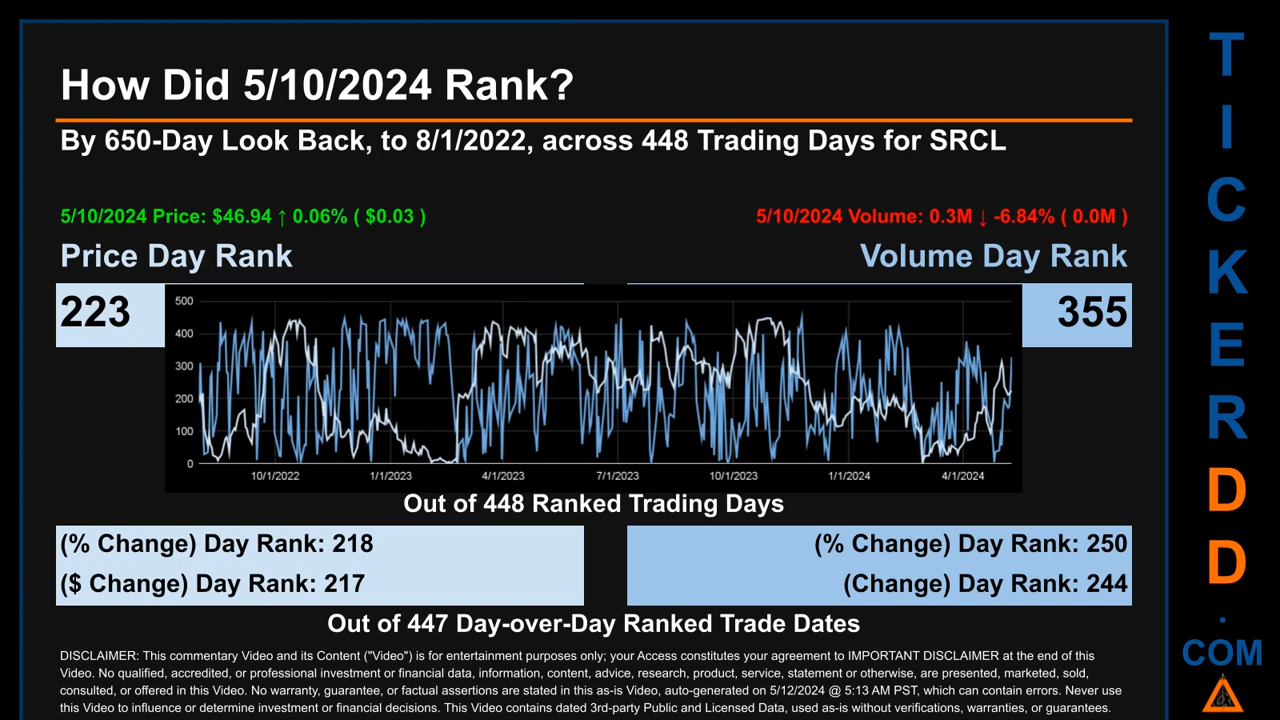 How Did 5/10/2024 Rank?
By 650-Day Look Back, to 8/1/2022, across 448 Trading Days for SRCL
5/10/2024 Price: $46.94 ↑ 0.06% ( $0.03 )
5/10/2024 Volume: 0.3M ↓ -6.84% ( 0.0M )
Price Day Rank
Volume Day Rank
223
355
500
400
300
200
100
0
10/1/2022
1/1/2023
4/1/2023
7/1/2023
10/1/2023
1/1/2024
4/1/2024
Out of 448 Ranked Trading Days
(% Change) Day Rank: 218
($ Change) Day Rank: 217
(% Change) Day Rank: 250
(Change) Day Rank: 244
Out of 447 Day-over-Day Ranked Trade Dates
DISCLAIMER: This commentary Video and its Content ("Video") is for entertainment purposes only; your Access constitutes your agreement to IMPORTANT DISCLAIMER at the end of this
Video. No qualified, accredited, or professional investment or financial data, information, content, advice, research, product, service, statement or otherwise, are presented, marketed, sold,
consulted, or offered in this Video. No warranty, guarantee, or factual assertions are stated in this as-is Video, auto-generated on 5/12/2024 @ 5:13 AM PST, which can contain errors. Never use
this Video to influence or determine investment or financial decisions. This Video contains dated 3rd-party Public and Licensed Data, used as-is without verifications, warranties, or guarantees.
T
I
C
K
E
R
D
D
.
COM